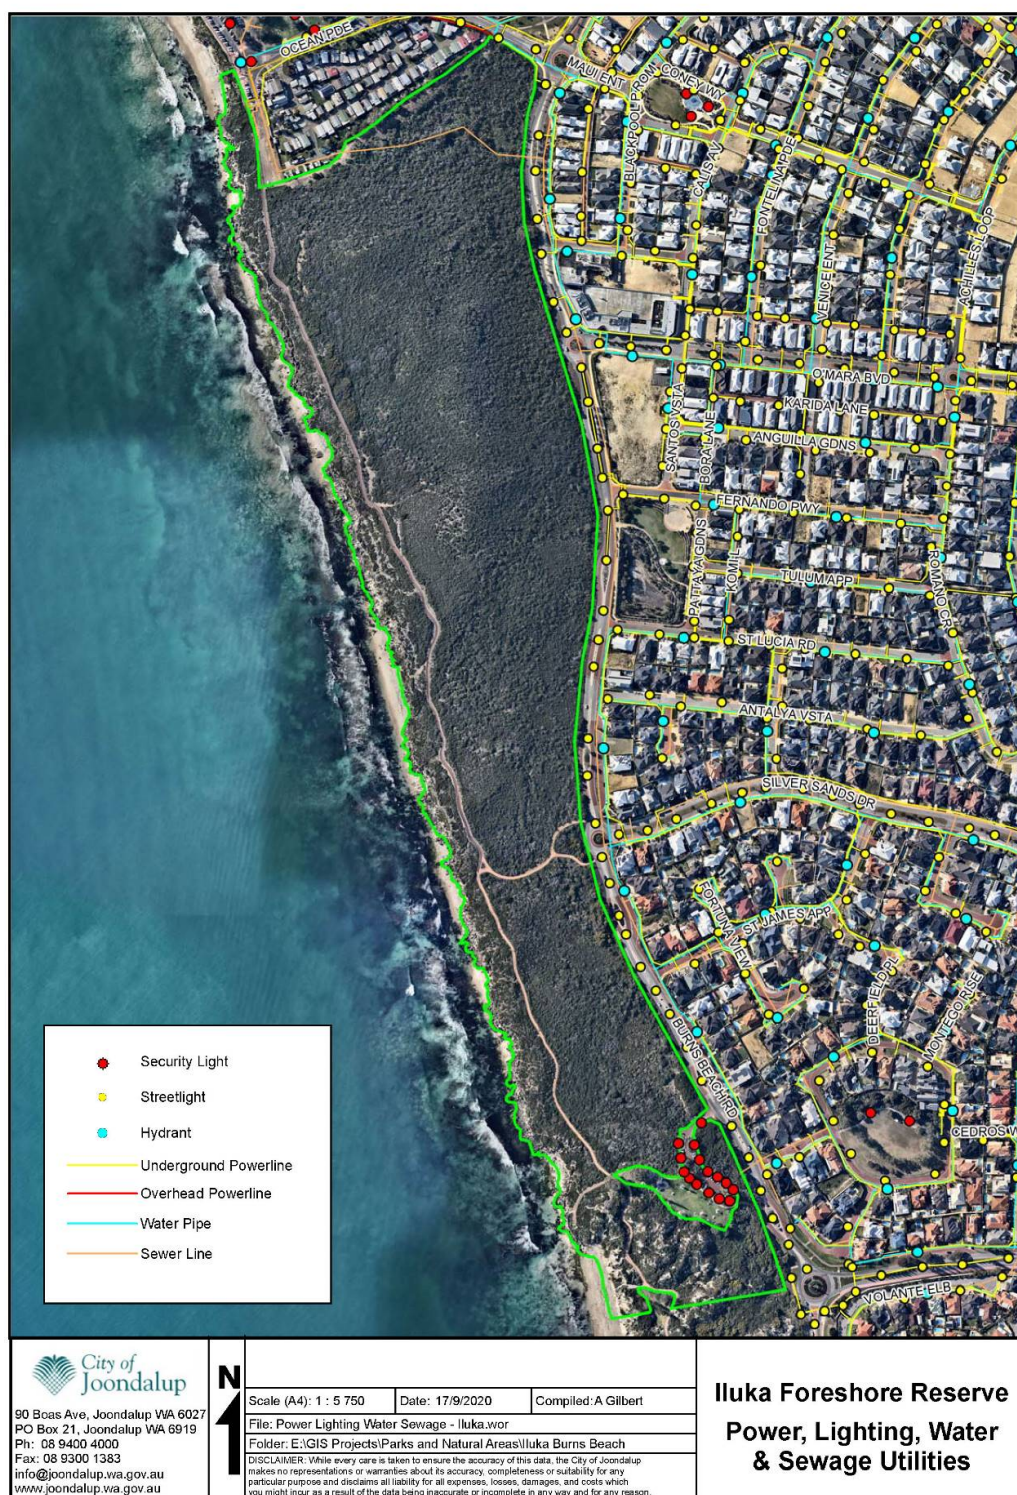 OCEAN PDE
MAUI ENT
CONEY WY
BLACKPOOL PROM
CALIS AV
FONTELINA PDE
VENICE ENT
ACHILLES LOOP
O'MARA BVD
KARIDA LANE
SANTOS VSTA
BORA LANE
ANGUILLA GDNS
FERNANDO PWY
PATTAYA GDNS
KOMI L
TULUM APP
ROMANO CR
ST LUCIA RD
ANTALYA VSTA
SILVER SANDS DR
FORTUNA VIEW
ST JAMES APP
DEERFIELD PL
MONTEGO RISE
BURNS BEACH RD
CEDROS W
VOLANTE ELB
Security Light
Streetlight
Hydrant
Underground Powerline
Overhead Powerline
Water Pipe
Sewer Line
City of
Joondalup
90 Boas Ave, Joondalup WA 6027
PO Box 21, Joondalup WA 6919
Ph: 08 9400 4000
Fax: 08 9300 1383
info@joondalup.wa.gov.au
www.joondalup.wa.gov.au
N
Scale (A4): 1 : 5 750
Date: 17/9/2020
Compiled: A Gilbert
File: Power Lighting Water Sewage - Iluka.wor
Folder: E:\GIS Projects\Parks and Natural Areas\Iluka Burns Beach
DISCLAIMER: While every care is taken to ensure the accuracy of this data, the City of Joondalup
makes no representations or warranties about its accuracy, completeness or suitability for any
particular purpose and disclaims all liability for all expenses, losses, damages, and costs which
you might incur as a result of the data being inaccurate or incomplete in any way and for any reason.
Iluka Foreshore Reserve
Power, Lighting, Water
& Sewage Utilities